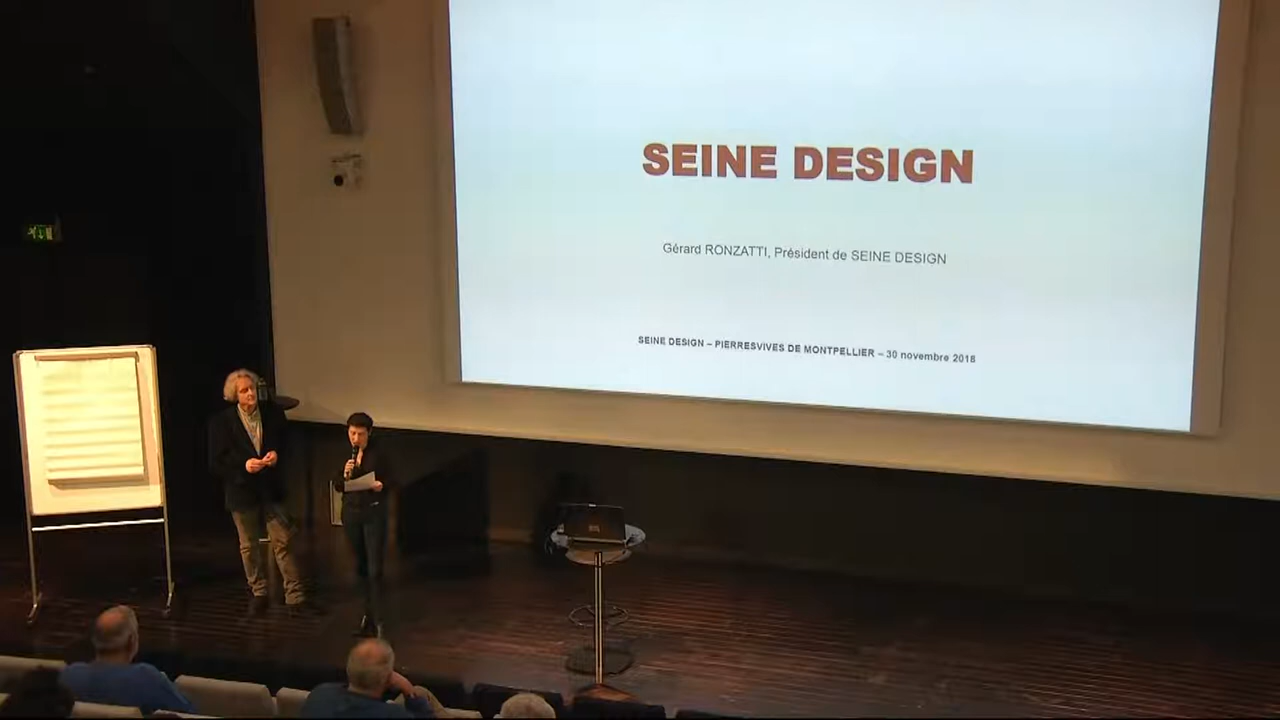 SEINE DESIGN
Gérard RONZATTI, Président de SEINE DESIGN
SEINE DESIGN – PIERRESVIVES DE MONTPELLIER – 30 novembre 2018